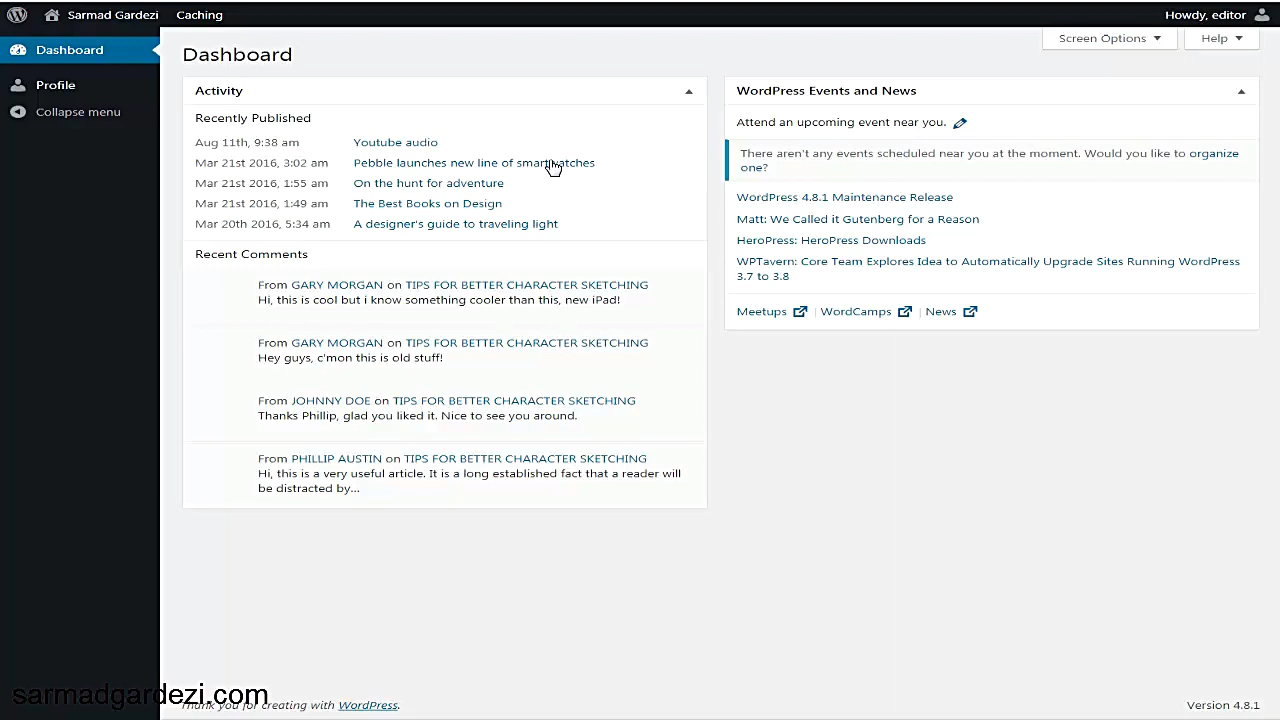 Sarmad Gardezi Caching Howdy, editor
Dashboard
Profile
Collapse menu
Dashboard
Screen Options Help
Activity
Recently Published
Aug 11th, 9:38 am Youtube audio
Mar 21st 2016, 3:02 am Pebble launches new line of smartwatches
Mar 21st 2016, 1:55 am On the hunt for adventure
Mar 21st 2016, 1:49 am The Best Books on Design
Mar 20th 2016, 5:34 am A designer's guide to traveling light
Recent Comments
From GARY MORGAN on TIPS FOR BETTER CHARACTER SKETCHING
Hi, this is cool but i know something cooler than this, new iPad!
From GARY MORGAN on TIPS FOR BETTER CHARACTER SKETCHING
Hey guys, c'mon this is old stuff!
From JOHNNY DOE on TIPS FOR BETTER CHARACTER SKETCHING
Thanks Phillip, glad you liked it. Nice to see you around.
From PHILLIP AUSTIN on TIPS FOR BETTER CHARACTER SKETCHING
Hi, this is a very useful article. It is a long established fact that a reader will
be distracted by...
WordPress Events and News
Attend an upcoming event near you.
There aren't any events scheduled near you at the moment. Would you like to organize
one?
WordPress 4.8.1 Maintenance Release
Matt: We Called it Gutenberg for a Reason
HeroPress: HeroPress Downloads
WPTavern: Core Team Explores Idea to Automatically Upgrade Sites Running WordPress
3.7 to 3.8
Meetups | WordCamps | News
sarmadgardezi.com
Thank you for creating with WordPress.
Version 4.8.1